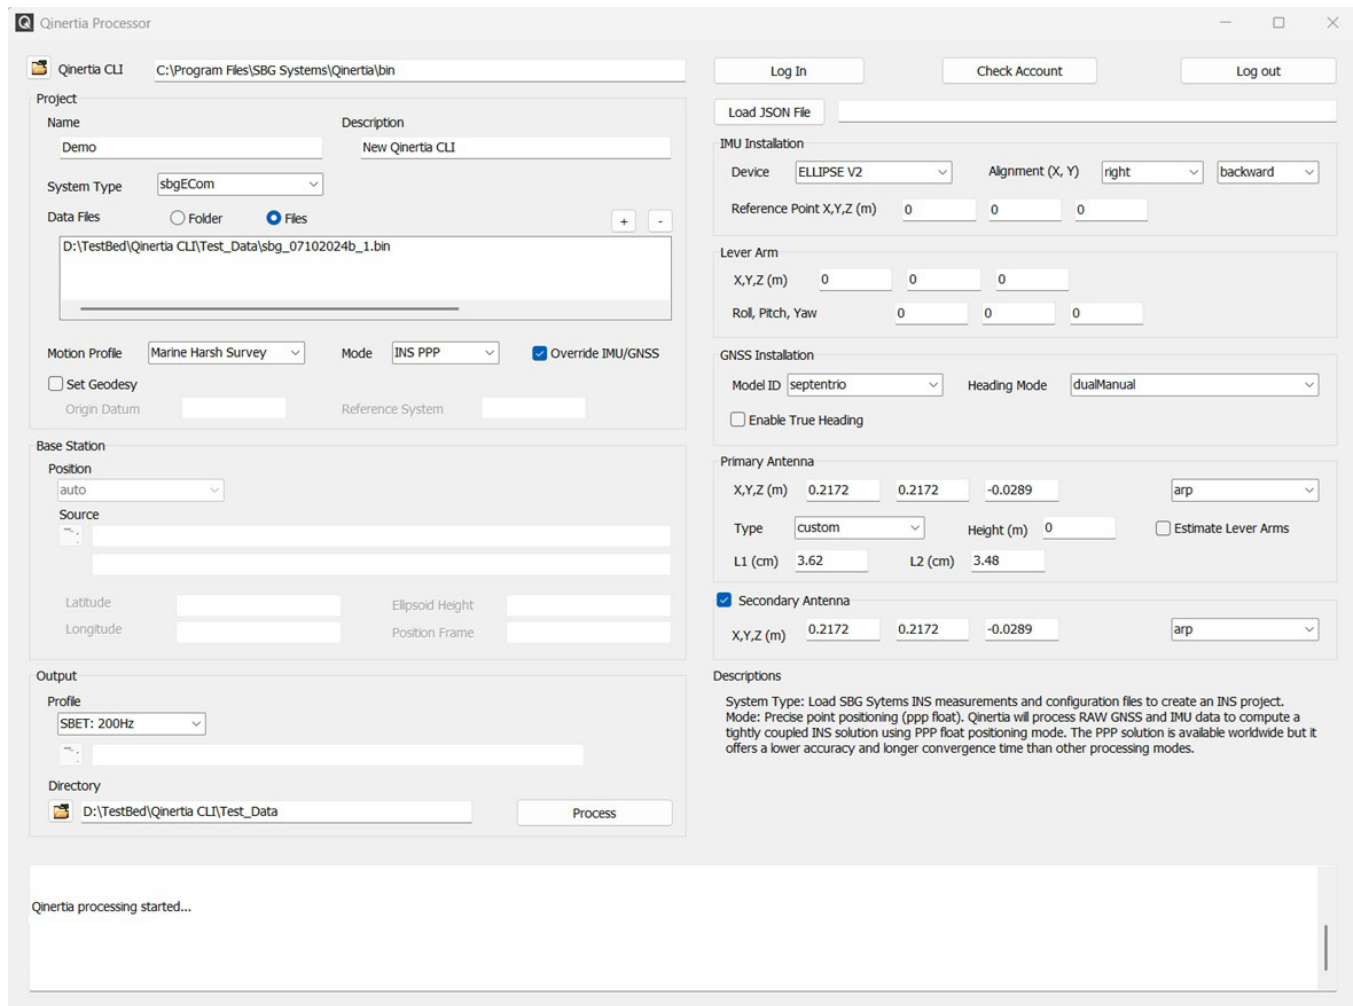 Qinertia Processor
Qinertia CLI
C:\Program Files\SBG Systems\Qinertia\bin
Project
Name
Description
Demo
New Qinertia CLI
System Type
sbgECom
Data Files
Folder
Files
+
-
D:\TestBed\Qinertia CLI\Test_Data\sbg_07102024b_1.bin
Motion Profile
Marine Harsh Survey
Mode
INS PPP
Override IMU/GNSS
Set Geodesy
Origin Datum
Reference System
Base Station
Position
auto
Source
Latitude
Ellipsoid Height
Longitude
Position Frame
Output
Profile
SBET: 200Hz
Directory
D:\TestBed\Qinertia CLI\Test_Data
Process
Log In
Check Account
Log out
Load JSON File
IMU Installation
Device
ELLIPSE V2
Alignment (X, Y)
right
backward
Reference Point X,Y,Z (m)
0
0
0
Lever Arm
X,Y,Z (m)
0
0
0
Roll, Pitch, Yaw
0
0
0
GNSS Installation
Model ID
septentrio
Heading Mode
dualManual
Enable True Heading
Primary Antenna
X,Y,Z (m)
0.2172
0.2172
-0.0289
arp
Type
custom
Height (m)
0
Estimate Lever Arms
L1 (cm)
3.62
L2 (cm)
3.48
Secondary Antenna
X,Y,Z (m)
0.2172
0.2172
-0.0289
arp
Descriptions
System Type: Load SBG Sytems INS measurements and configuration files to create an INS project.
Mode: Precise point positioning (ppp float). Qinertia will process RAW GNSS and IMU data to compute a
tightly coupled INS solution using PPP float positioning mode. The PPP solution is available worldwide but it
offers a lower accuracy and longer convergence time than other processing modes.
Qinertia processing started...